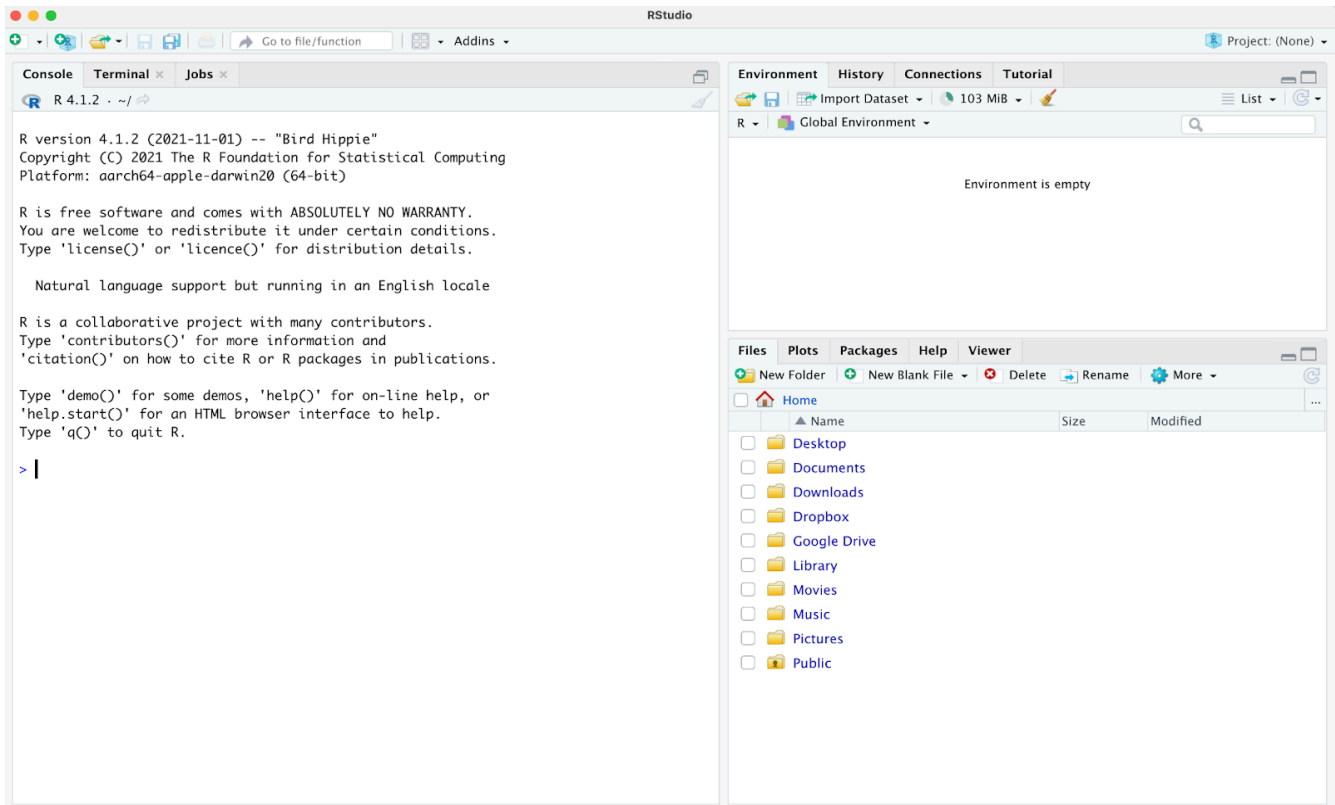 RStudio
Go to file/function
Addins
Project: (None)
Console Terminal Jobs
R 4.1.2 · ~/
R version 4.1.2 (2021-11-01) -- "Bird Hippie"
Copyright (C) 2021 The R Foundation for Statistical Computing
Platform: aarch64-apple-darwin20 (64-bit)
R is free software and comes with ABSOLUTELY NO WARRANTY.
You are welcome to redistribute it under certain conditions.
Type 'license()' or 'licence()' for distribution details.
Natural language support but running in an English locale
R is a collaborative project with many contributors.
Type 'contributors()' for more information and
'citation()' on how to cite R or R packages in publications.
Type 'demo()' for some demos, 'help()' for on-line help, or
'help.start()' for an HTML browser interface to help.
Type 'q()' to quit R.
>
Environment History Connections Tutorial
Import Dataset 103 MiB List
R Global Environment
Environment is empty
Files Plots Packages Help Viewer
New Folder New Blank File Delete Rename More
Home ...
Name Size Modified
Desktop
Documents
Downloads
Dropbox
Google Drive
Library
Movies
Music
Pictures
Public